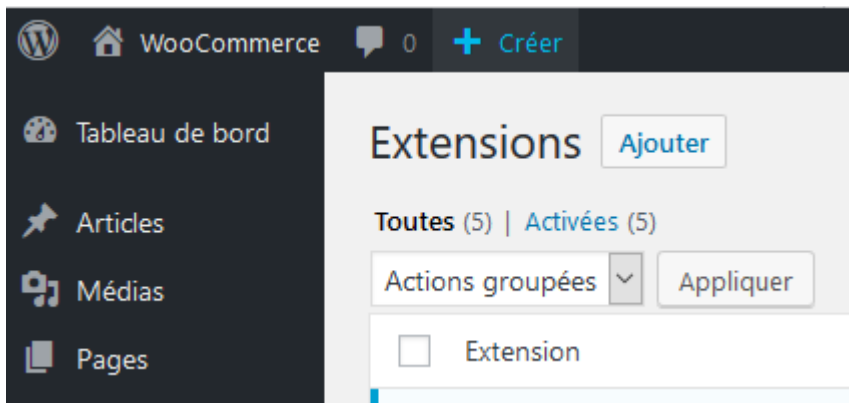 WooCommerce 0 + Créer
Tableau de bord
Extensions Ajouter
Articles
Toutes (5) | Activées (5)
Médias
Actions groupées Appliquer
Pages
Extension